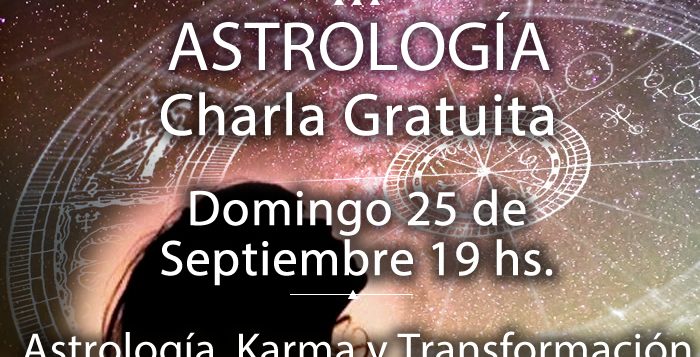 ASTROLOGÍA
Charla Gratuita
Domingo 25 de
Septiembre 19 hs.
Astrología, Karma y Transformación